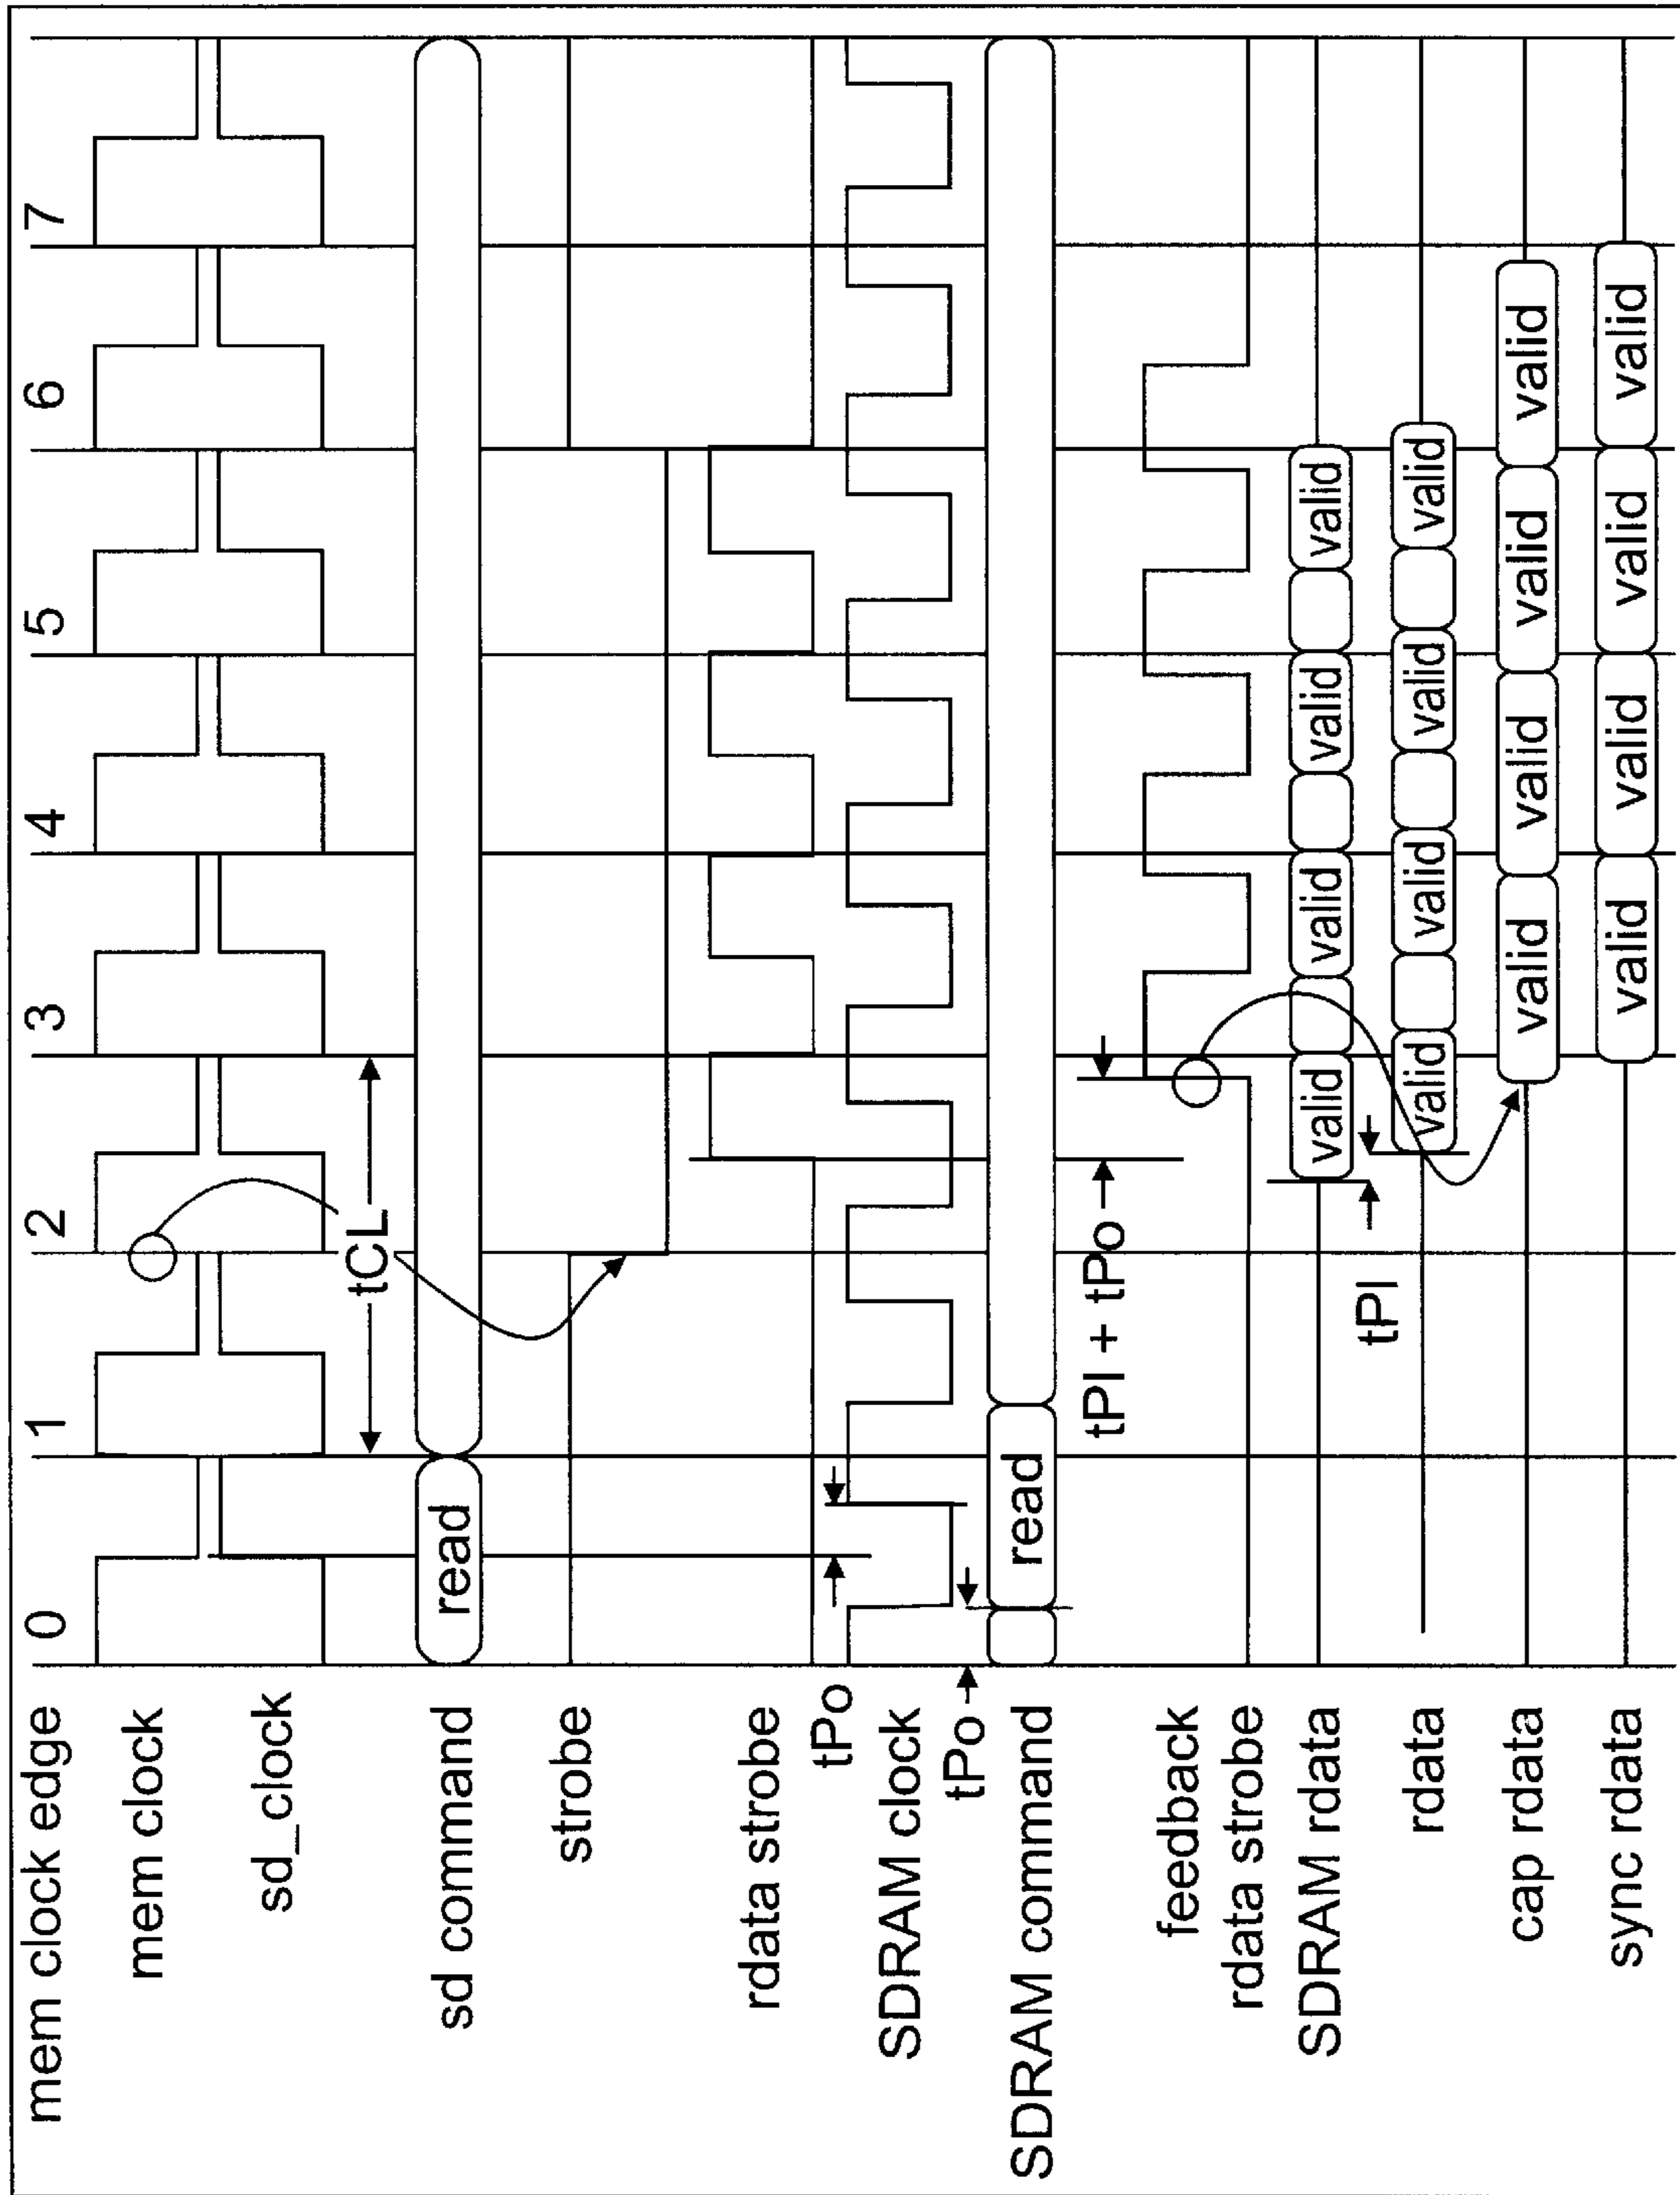 mem clock edge 0 1 2 3 4 5 6 7
mem clock
sd_clock
tCL
sd command read
strobe
rdata strobe
tPo
SDRAM clock
tPo
SDRAM command read
tPI + tPo
feedback
rdata strobe
SDRAM rdata valid valid valid valid
tPI
rdata valid valid valid valid
cap rdata valid valid valid valid
sync rdata valid valid valid valid